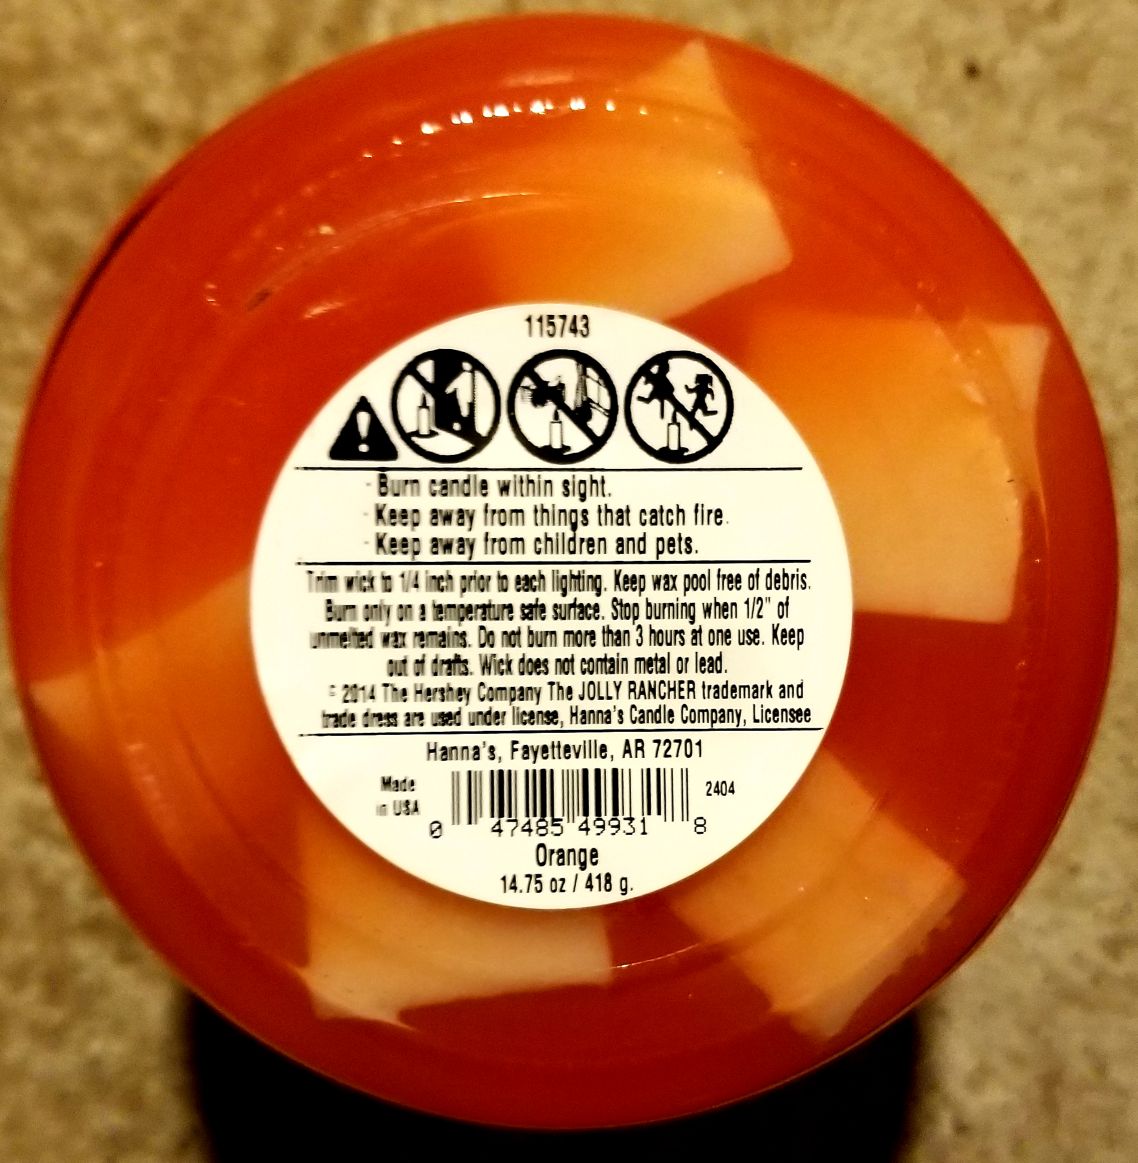 115743
- Burn candle within sight.
- Keep away from things that catch fire.
- Keep away from children and pets.
Trim wick to 1/4 inch prior to each lighting. Keep wax pool free of debris.
Burn only on a temperature safe surface. Stop burning when 1/2" of
unmelted wax remains. Do not burn more than 3 hours at one use. Keep
out of drafts. Wick does not contain metal or lead.
© 2014 The Hershey Company The JOLLY RANCHER trademark and
trade dress are used under license, Hanna's Candle Company, Licensee
Hanna's, Fayetteville, AR 72701
Made
in USA
2404
0 47485 49931 8
Orange
14.75 oz / 418 g.